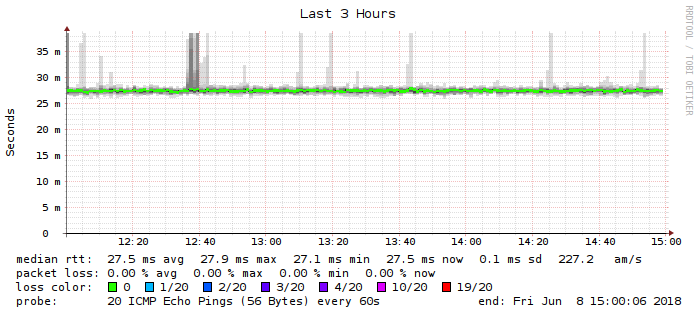 Last 3 Hours
RRDTOOL / TOBI OETIKER
Seconds
35 m
30 m
25 m
20 m
15 m
10 m
5 m
0
12:20 12:40 13:00 13:20 13:40 14:00 14:20 14:40 15:00
median rtt: 27.5 ms avg 27.9 ms max 27.1 ms min 27.5 ms now 0.1 ms sd 227.2 am/s
packet loss: 0.00 % avg 0.00 % max 0.00 % min 0.00 % now
loss color: 0 1/20 2/20 3/20 4/20 10/20 19/20
probe: 20 ICMP Echo Pings (56 Bytes) every 60s end: Fri Jun 8 15:00:06 2018